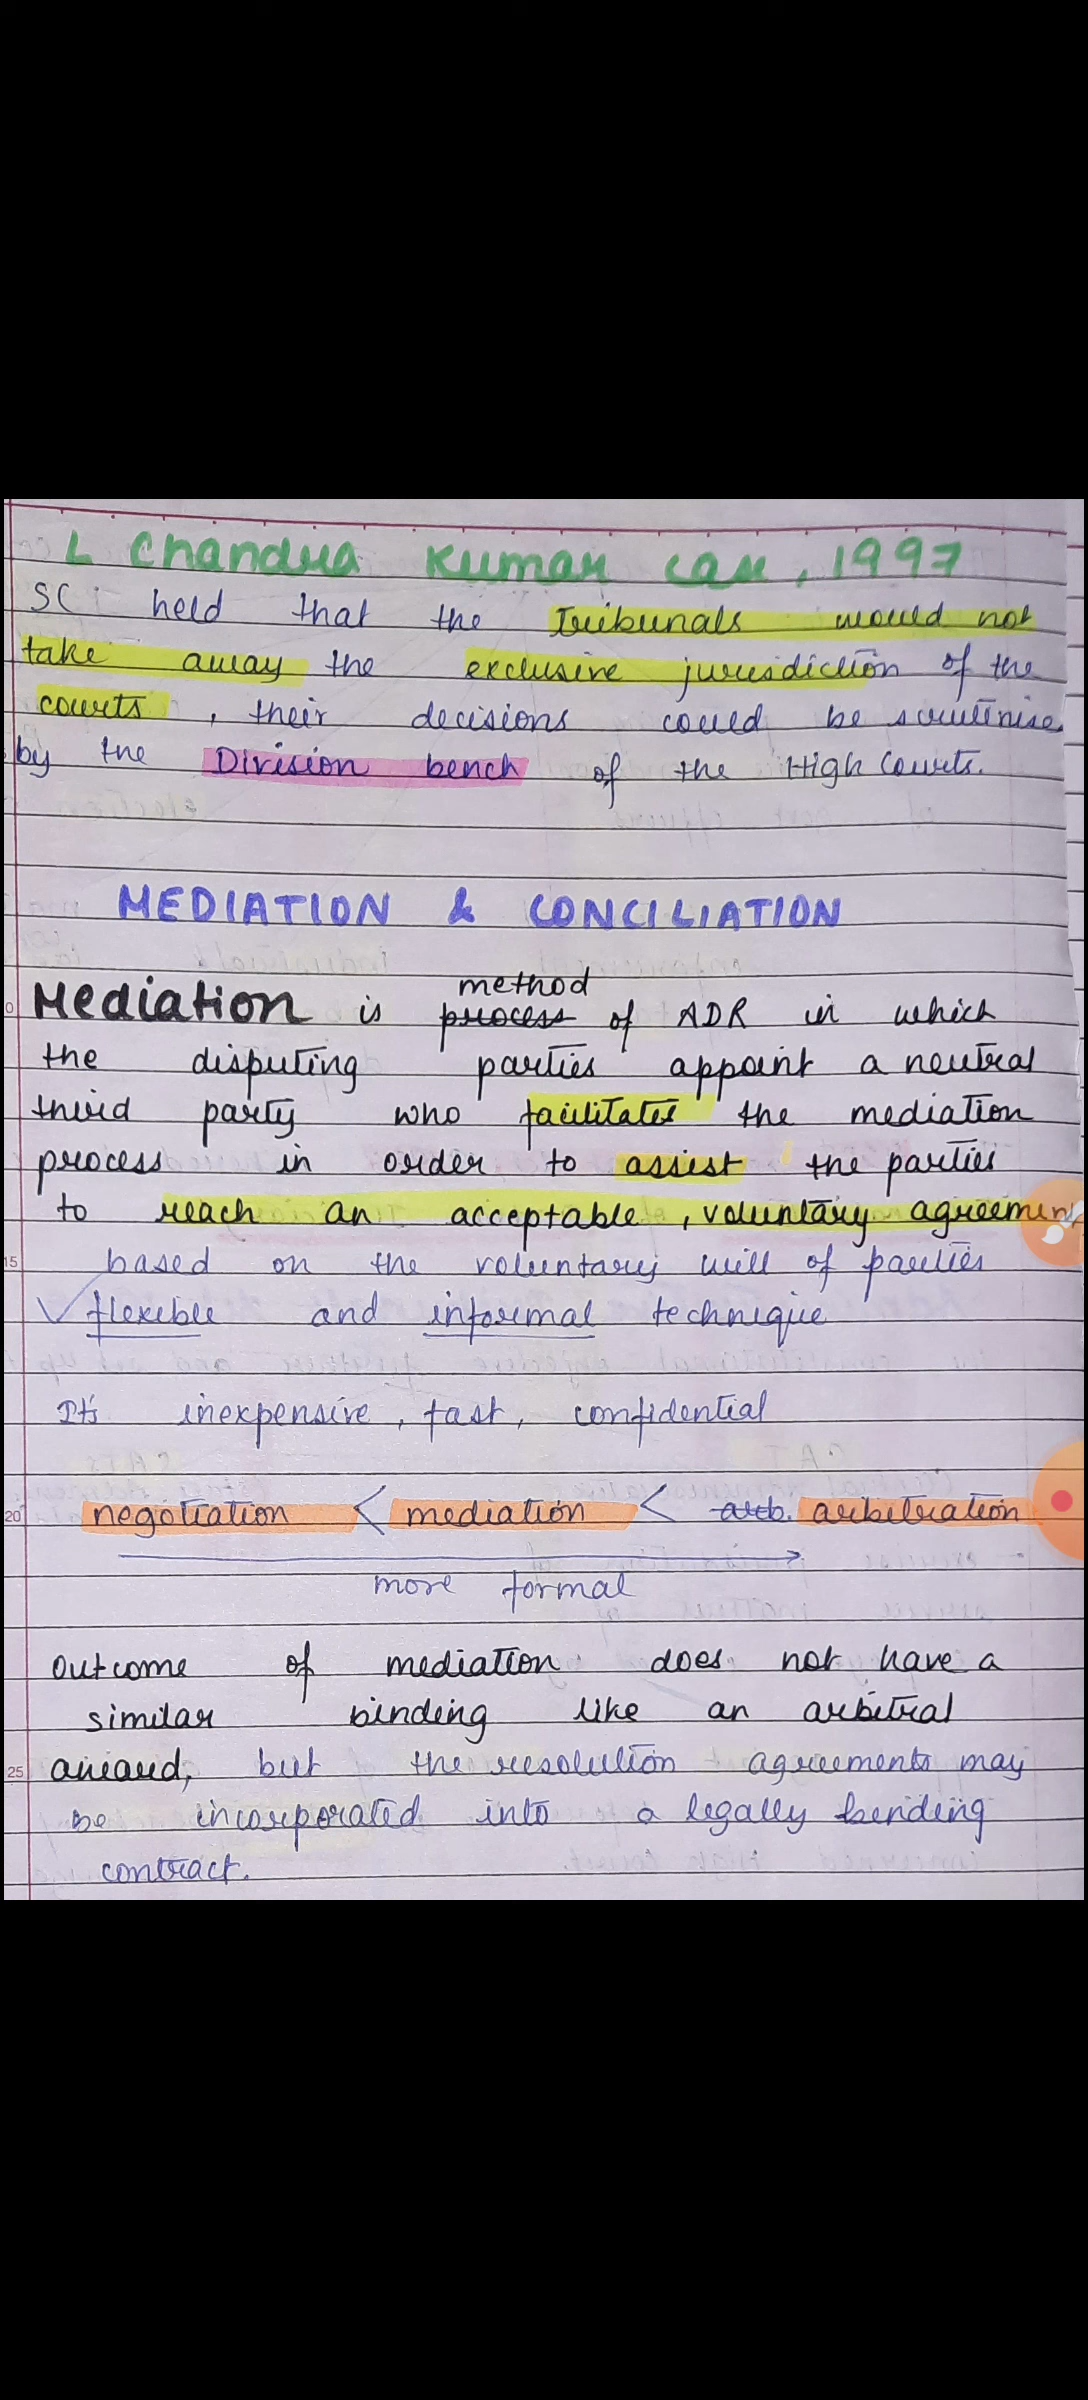 L Chandra Kumar case, 1997
SC held that the Tribunals would not
take away the exclusive jurisdiction of the
courts, their decisions could be scrutinise
by the Division bench of the High Courts.
MEDIATION & CONCILIATION
method
Mediation is process of ADR in which
the disputing parties appoint a neutral
third party who facilitates the mediation
process in order to assist the parties
to reach an acceptable, voluntary agreemen
15 based on the voluntary will of parties
flexible and informal technique
It's inexpensive, fast, confidential
20 negotiation < mediation < arb. arbitration
more formal
outcome of mediation does not have a
similar binding like an arbitral
25 award, but the resolution agreements may
be incorporated into a legally binding
contract.